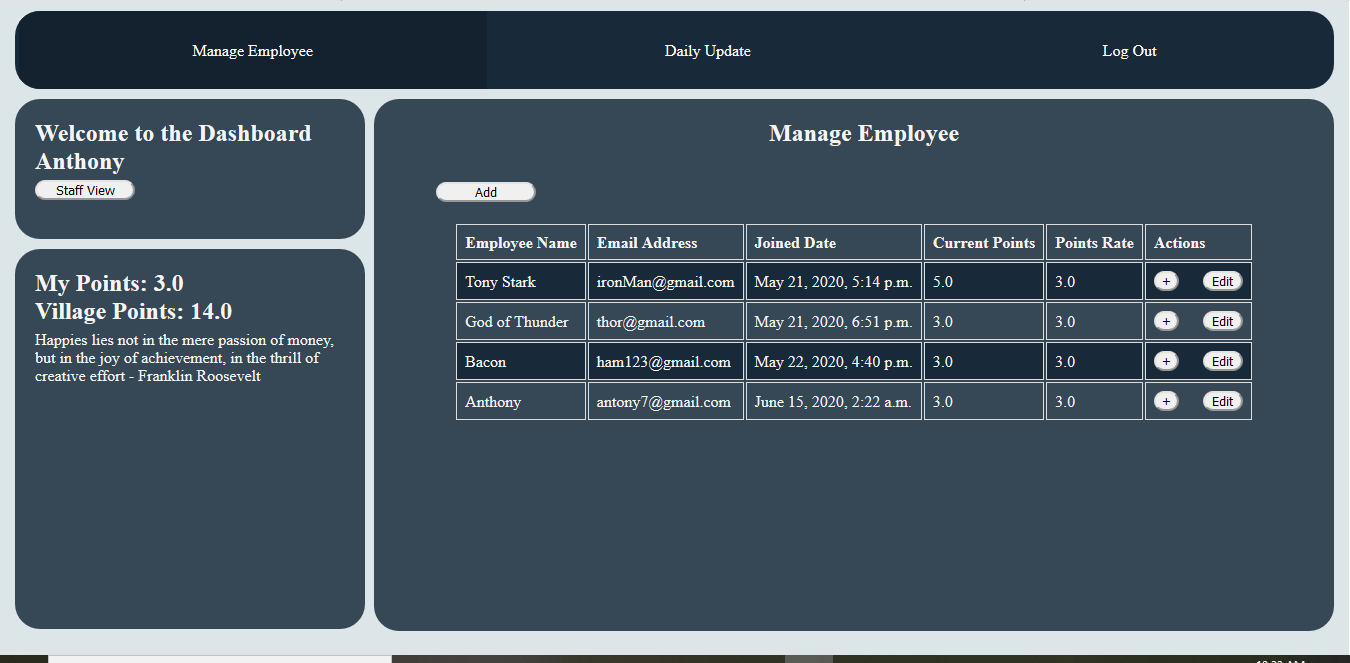 Manage Employee Daily Update Log Out
Welcome to the Dashboard
Anthony
Staff View
My Points: 3.0
Village Points: 14.0
Happies lies not in the mere passion of money,
but in the joy of achievement, in the thrill of
creative effort - Franklin Roosevelt
Manage Employee
Add
Employee Name Email Address Joined Date Current Points Points Rate Actions
Tony Stark ironMan@gmail.com May 21, 2020, 5:14 p.m. 5.0 3.0 + Edit
God of Thunder thor@gmail.com May 21, 2020, 6:51 p.m. 3.0 3.0 + Edit
Bacon ham123@gmail.com May 22, 2020, 4:40 p.m. 3.0 3.0 + Edit
Anthony antony7@gmail.com June 15, 2020, 2:22 a.m. 3.0 3.0 + Edit